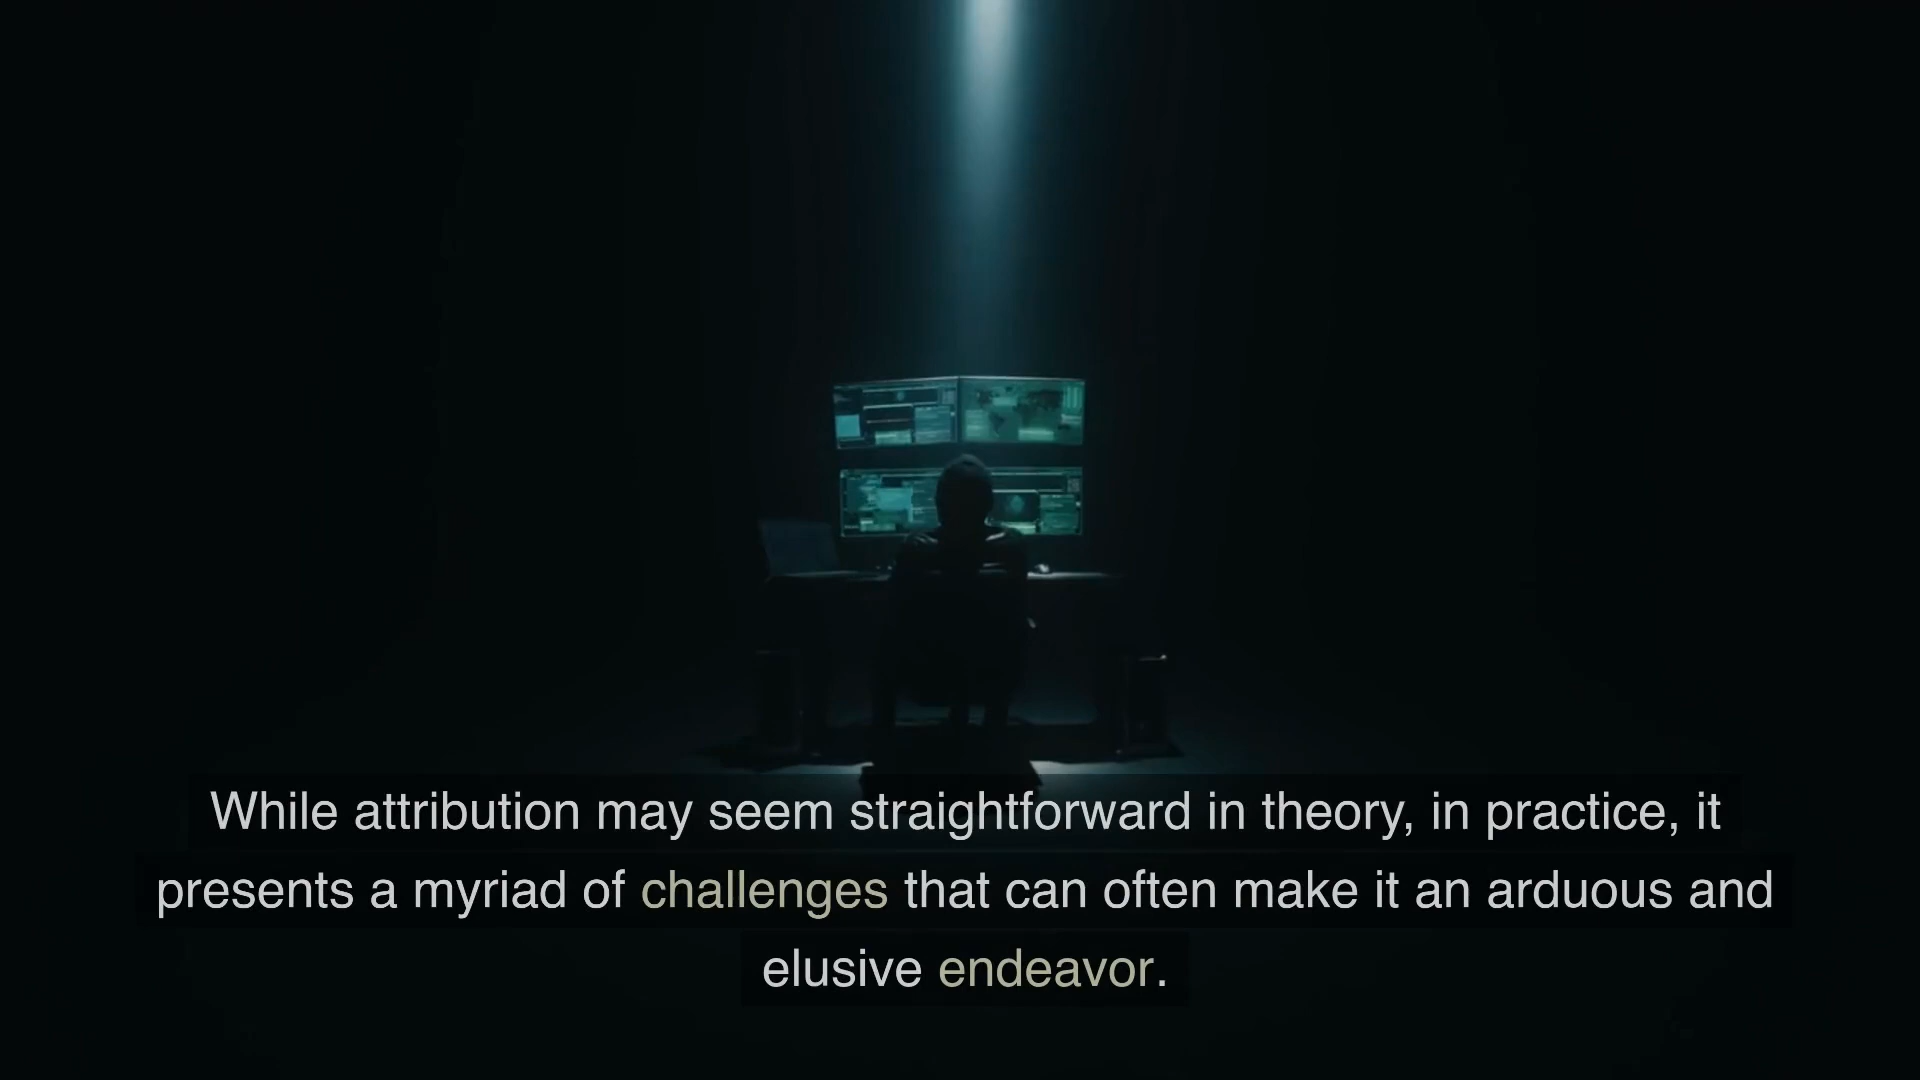 While attribution may seem straightforward in theory, in practice, it
presents a myriad of challenges that can often make it an arduous and
elusive endeavor.